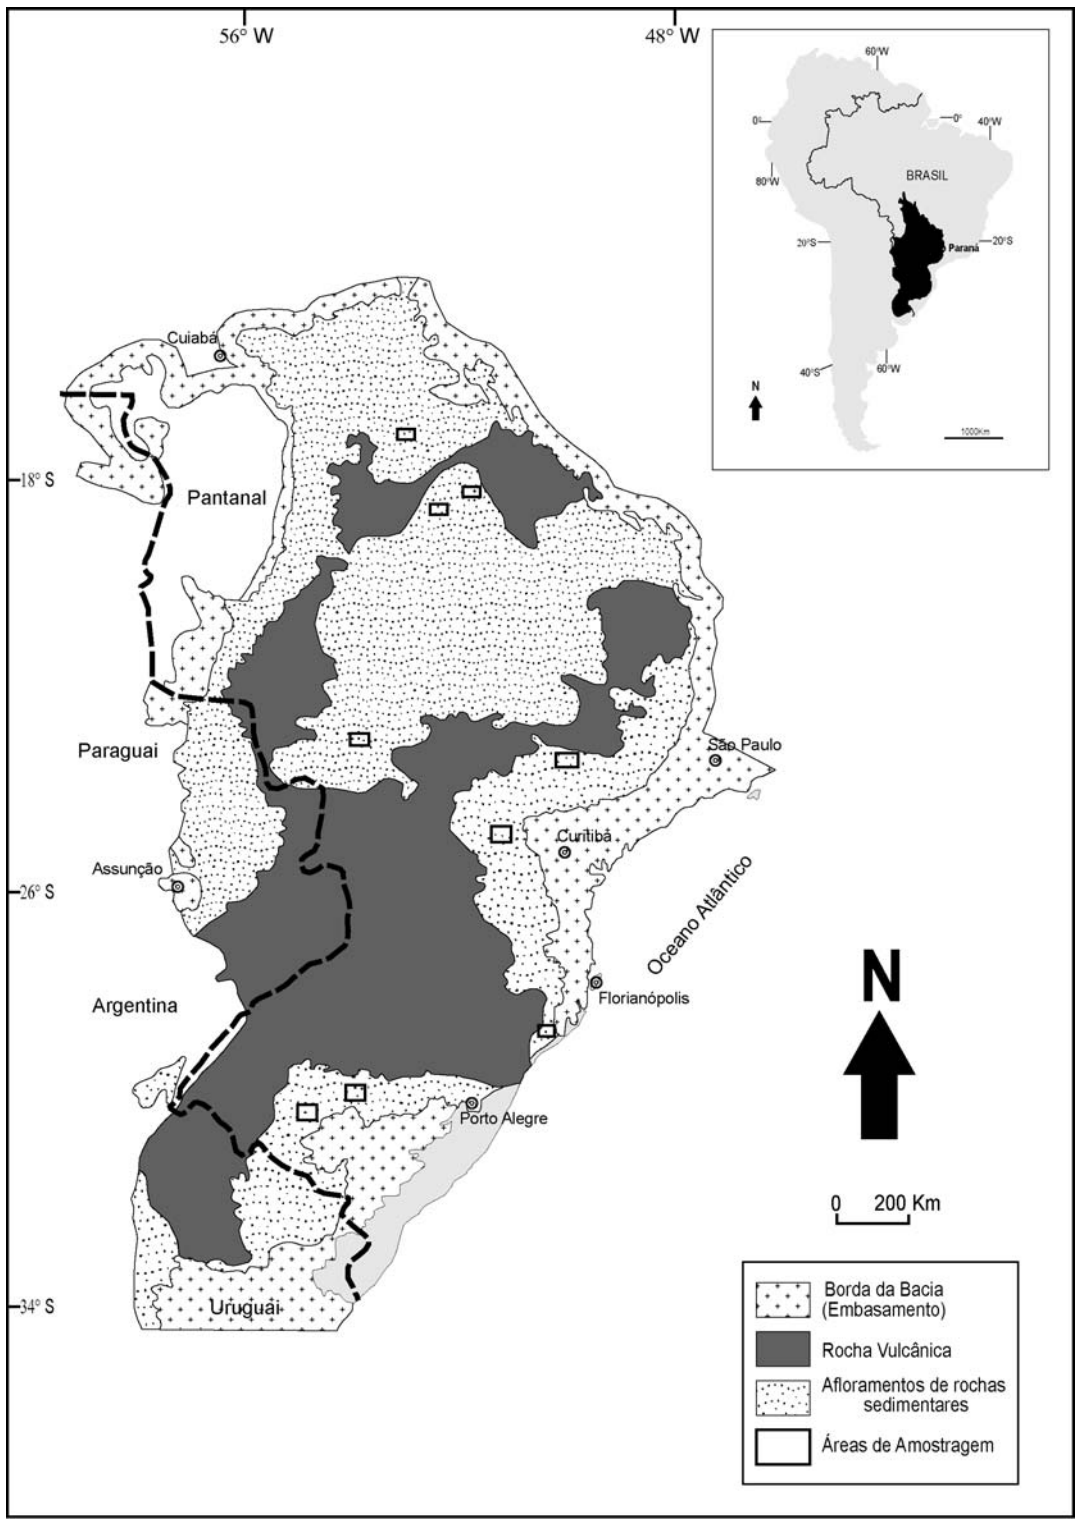 56° W
48° W
60°W
0°
0°
40°W
80°W
BRASIL
20°S
Paraná
20°S
40°S
60°W
N
1000Km
Cuiabá
18° S
Pantanal
Paraguai
São Paulo
Curitibá
Assunção
26° S
Oceano Atlântico
Florianópolis
Argentina
N
Porto Alegre
0 200 Km
34° S
Uruguai
Borda da Bacia
(Embasamento)
Rocha Vulcânica
Afloramentos de rochas
sedimentares
Áreas de Amostragem